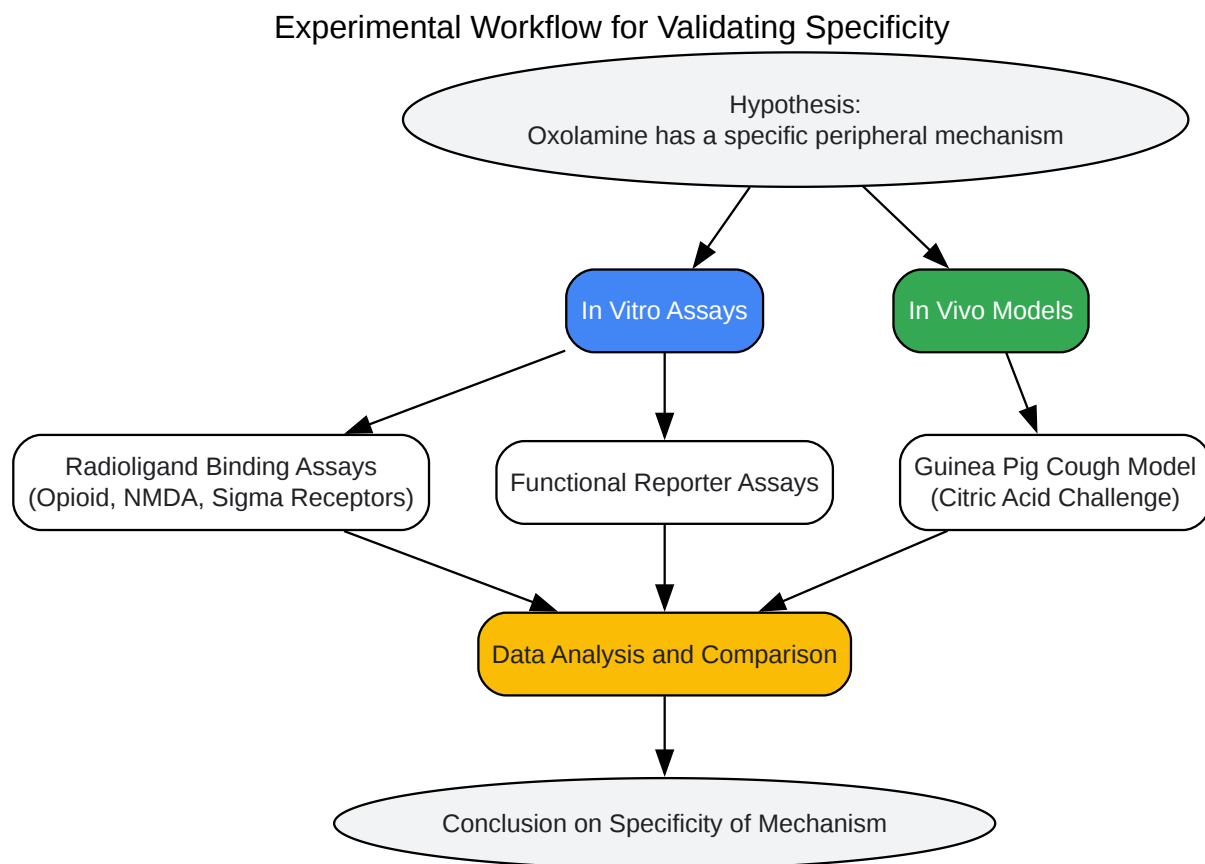 Experimental Workflow for Validating Specificity
Hypothesis:
Oxolamine has a specific peripheral mechanism
In Vitro Assays
In Vivo Models
Radioligand Binding Assays
(Opioid, NMDA, Sigma Receptors)
Functional Reporter Assays
Guinea Pig Cough Model
(Citric Acid Challenge)
Data Analysis and Comparison
Conclusion on Specificity of Mechanism